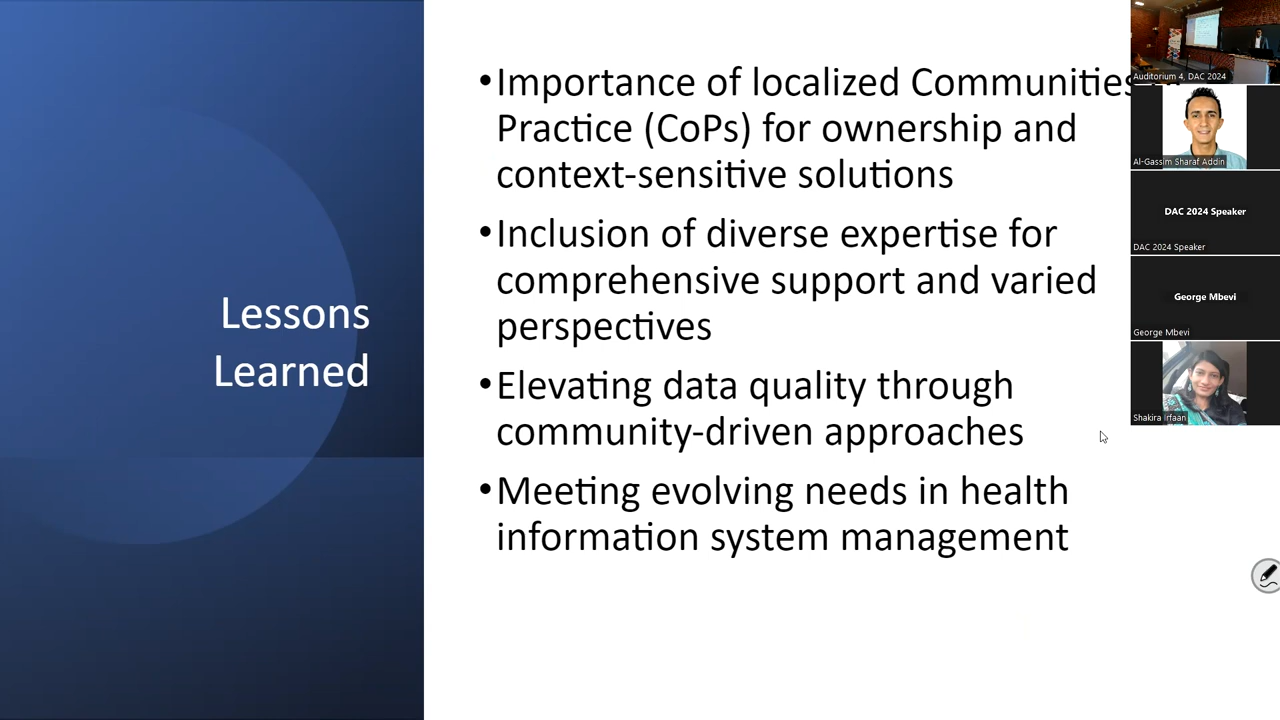 Lessons
Learned
•Importance of localized Communities
Practice (CoPs) for ownership and
context-sensitive solutions
•Inclusion of diverse expertise for
comprehensive support and varied
perspectives
•Elevating data quality through
community-driven approaches
•Meeting evolving needs in health
information system management
Auditorium 4, DAC 2024
Al-Gassim Sharaf Addin
DAC 2024 Speaker
DAC 2024 Speaker
George Mbevi
George Mbevi
Shakira Irfaan